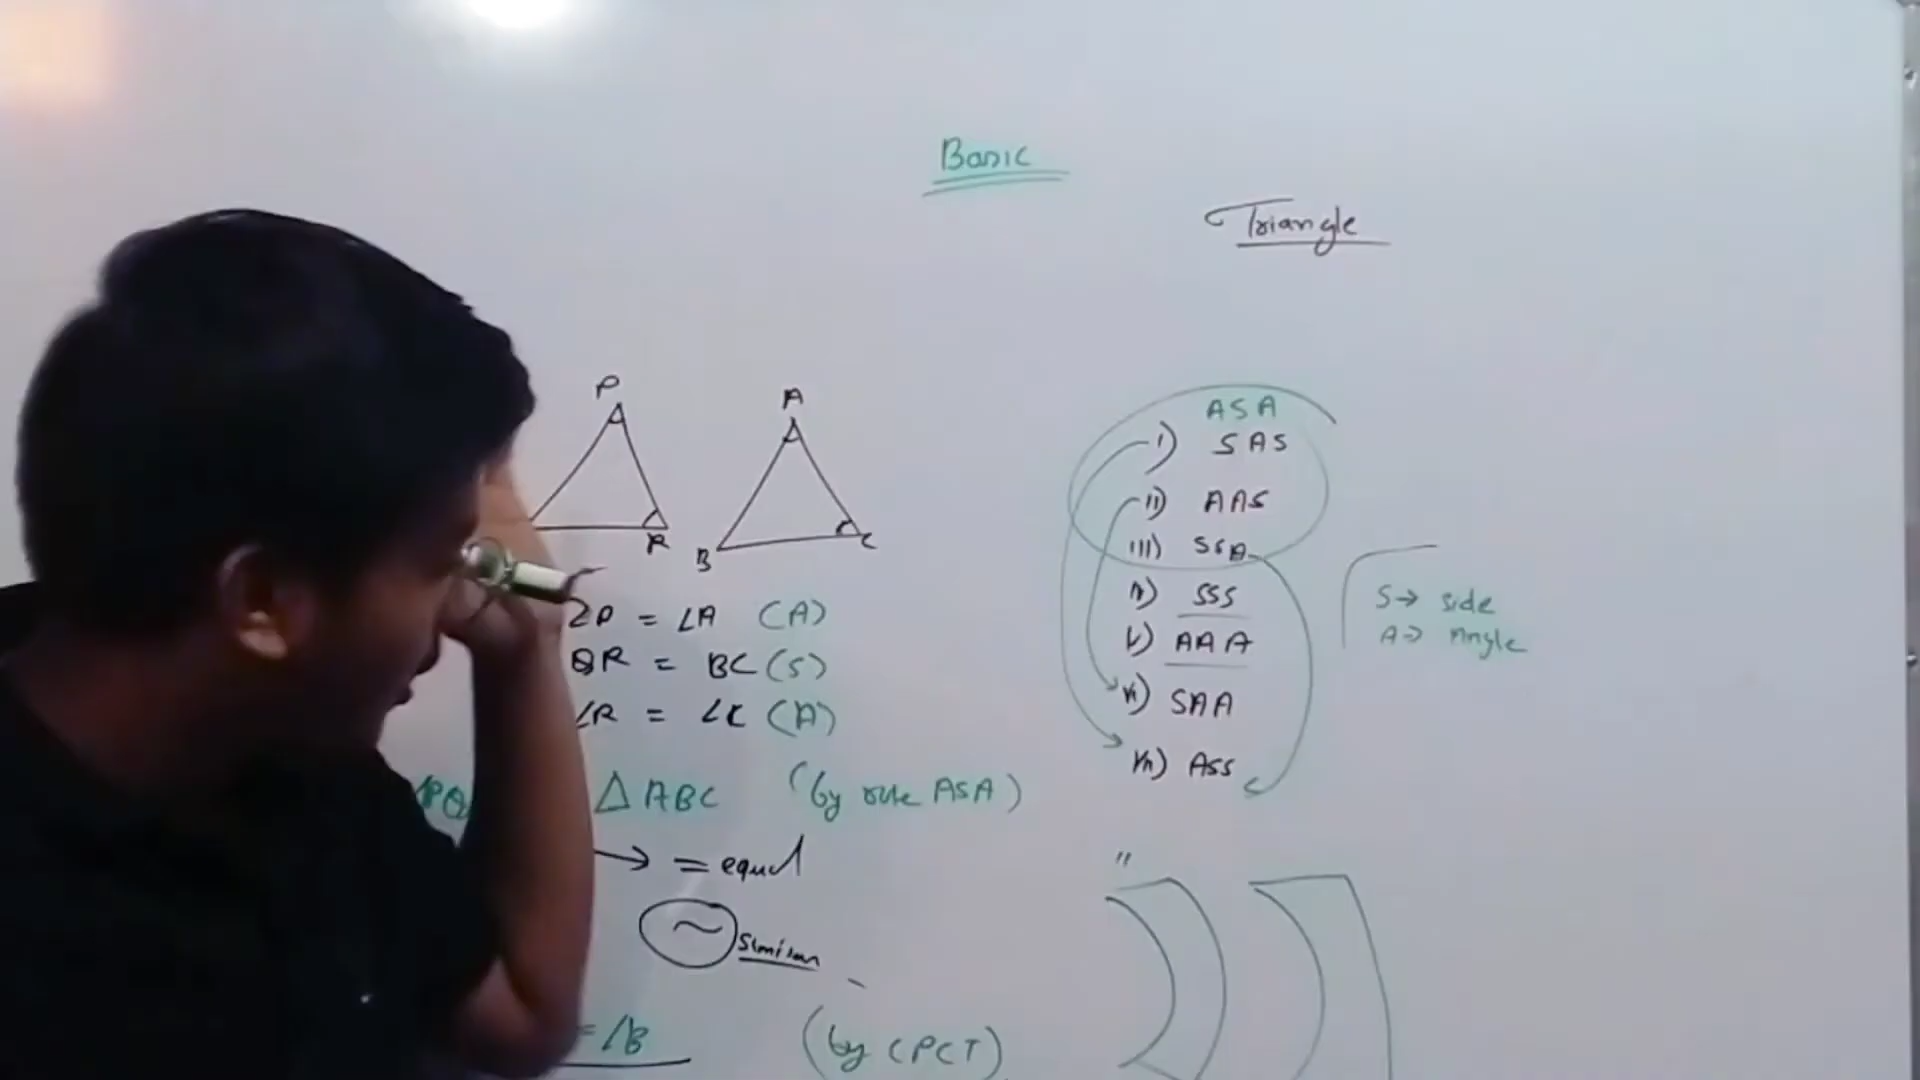 Basic
Triangle
P
A
R
B
C
∠P = ∠A (A)
QR = BC (S)
∠R = ∠C (A)
PQ △ ABC (by rule ASA)
→ = equal
~ Similar
= ∠B (by CPCT)
ASA
i) SAS
ii) AAS
iii) SSA
iv) SSS
v) AAA
vi) SAA
vii) ASS
S → side
A → Angle
"